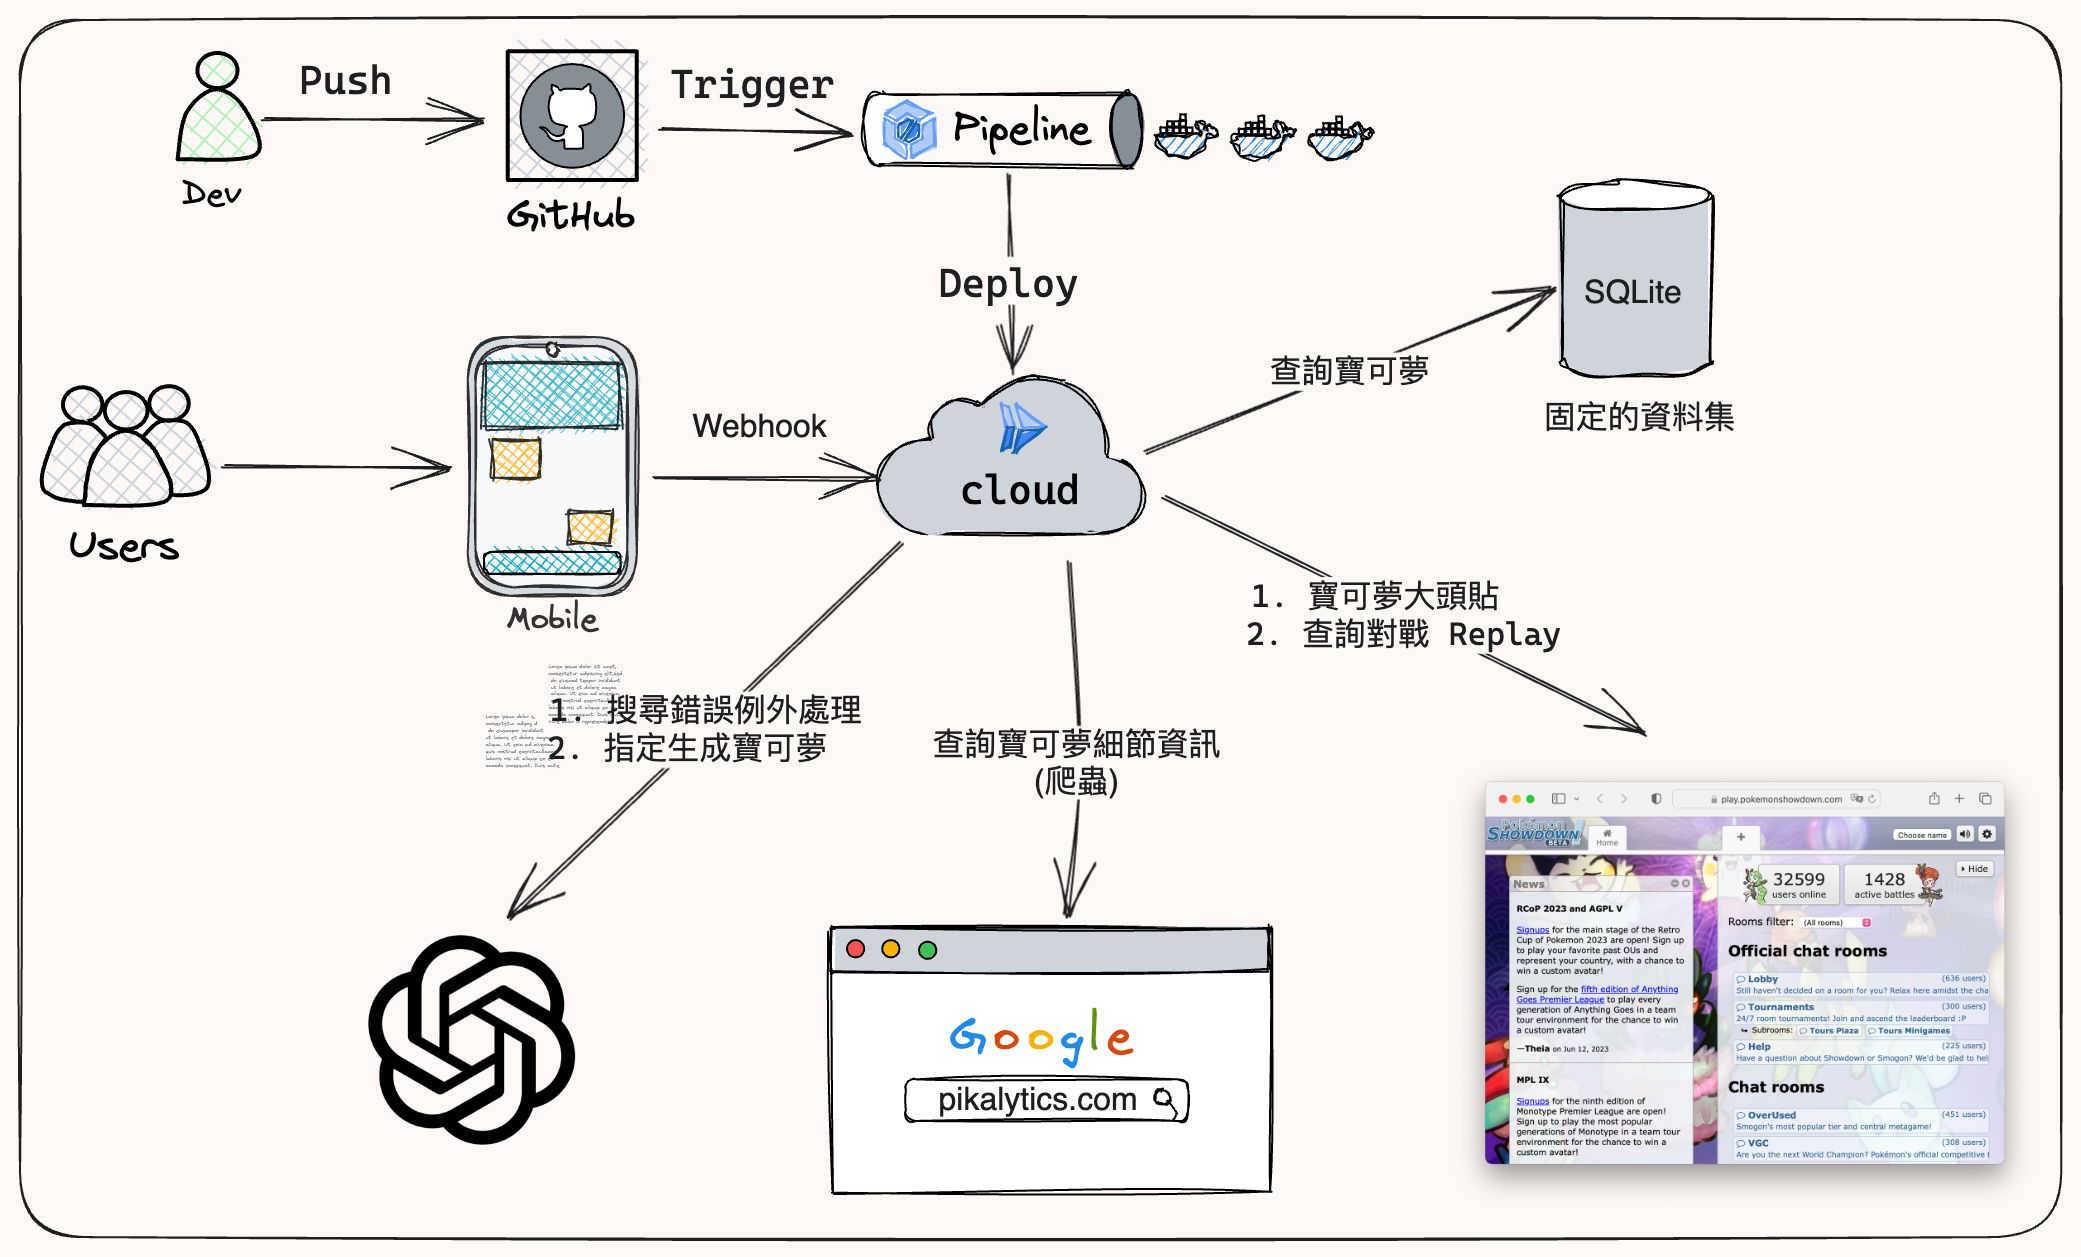 Push
Trigger
Pipeline
Dev
GitHub
Deploy
SQLite
查詢寶可夢
固定的資料集
Webhook
cloud
Users
Mobile
1. 寶可夢大頭貼
2. 查詢對戰 Replay
1. 搜尋錯誤例外處理
2. 指定生成寶可夢
查詢寶可夢細節資訊
(爬蟲)
Google
pikalytics.com
play.pokemonshowdown.com
Pokémon
SHOWDOWN!
BETA
Home
Choose name
Hide
32599
users online
1428
active battles
News
RCoP 2023 and AGPL V
Signups for the main stage of the Retro
Cup of Pokemon 2023 are open! Sign up
to play your favorite past OUs and
represent your country, with a chance to
win a custom avatar!
Sign up for the fifth edition of Anything
Goes Premier League to play every
generation of Anything Goes in a team
tour environment for the chance to win
a custom avatar!
—Theia on Jun 12, 2023
MPL IX
Signups for the ninth edition of
Monotype Premier League are open!
Sign up to play the most popular
generations of Monotype in a team tour
environment for the chance to win a
custom avatar!
Rooms filter: (All rooms)
Official chat rooms
Lobby (636 users)
Still haven't decided on a room for you? Relax here amidst the cha
Tournaments (300 users)
24/7 room tournaments! Join and ascend the leaderboard :P
Subrooms: Tours Plaza Tours Minigames
Help (225 users)
Have a question about Showdown or Smogon? We'd be glad to hel
Chat rooms
OverUsed (451 users)
Smogon's most popular tier and central metagame!
VGC (308 users)
Are you the next World Champion? Pokémon's official competitive